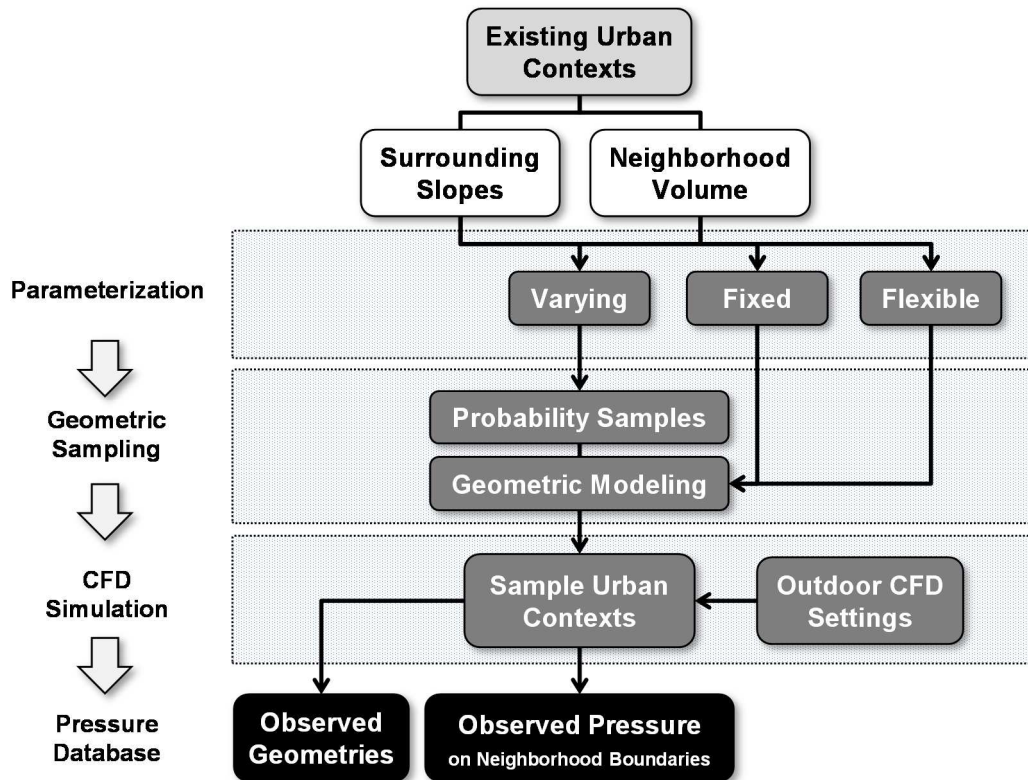 Existing Urban
Contexts
Surrounding
Slopes
Neighborhood
Volume
Parameterization
Varying
Fixed
Flexible
Geometric
Sampling
Probability Samples
Geometric Modeling
CFD
Simulation
Sample Urban
Contexts
Outdoor CFD
Settings
Pressure
Database
Observed
Geometries
Observed Pressure
on Neighborhood Boundaries